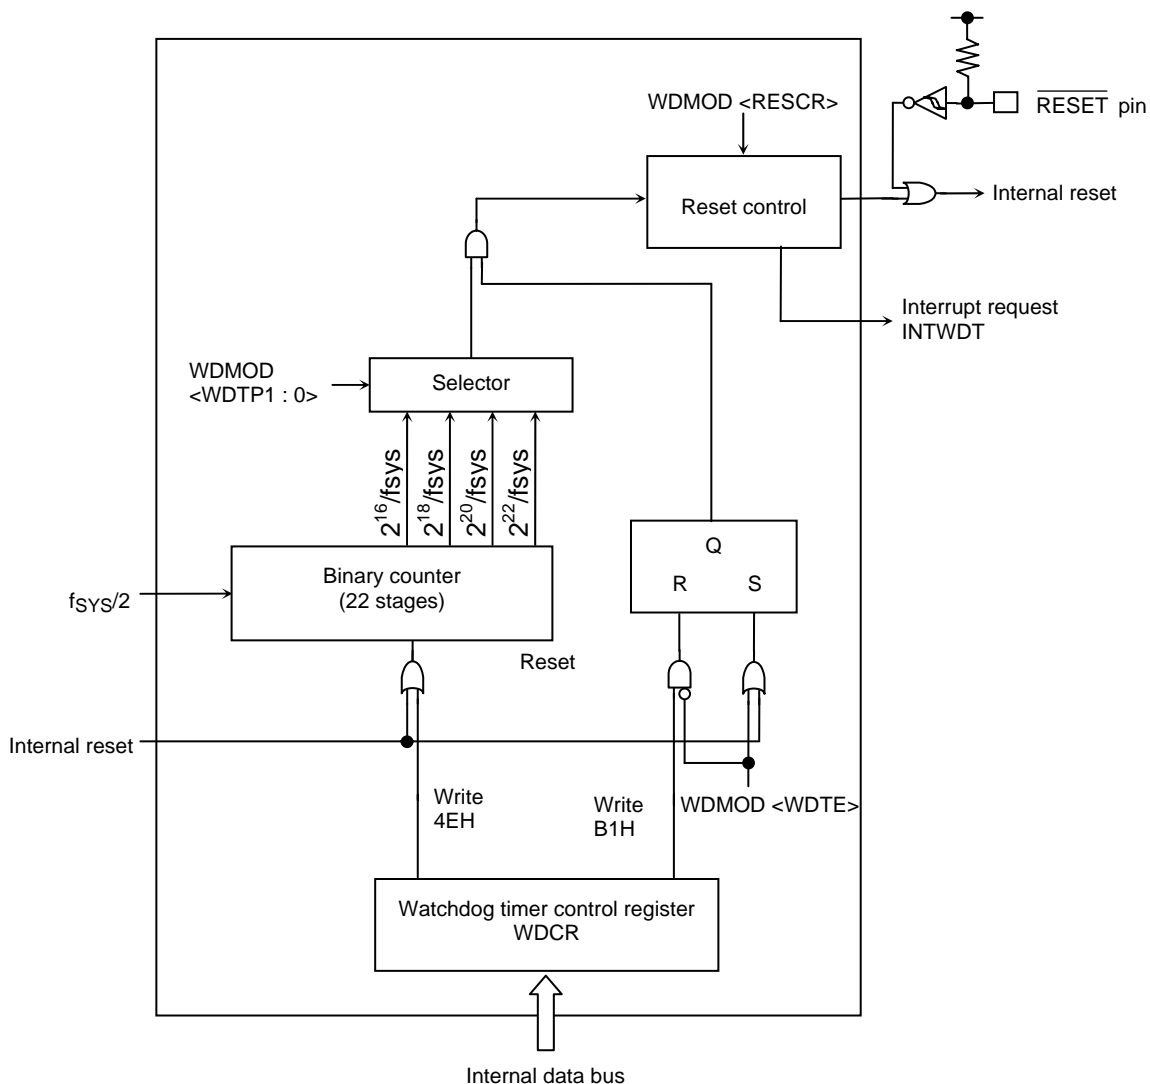 WDMOD <RESCR>
RESET pin
Reset control
Internal reset
Interrupt request
INTWDT
WDMOD
<WDTP1 : 0>
Selector
2^16/fsys
2^18/fsys
2^20/fsys
2^22/fsys
Q
R S
Binary counter
(22 stages)
fSYS/2
Reset
Internal reset
Write
4EH
Write
B1H
WDMOD <WDTE>
Watchdog timer control register
WDCR
Internal data bus